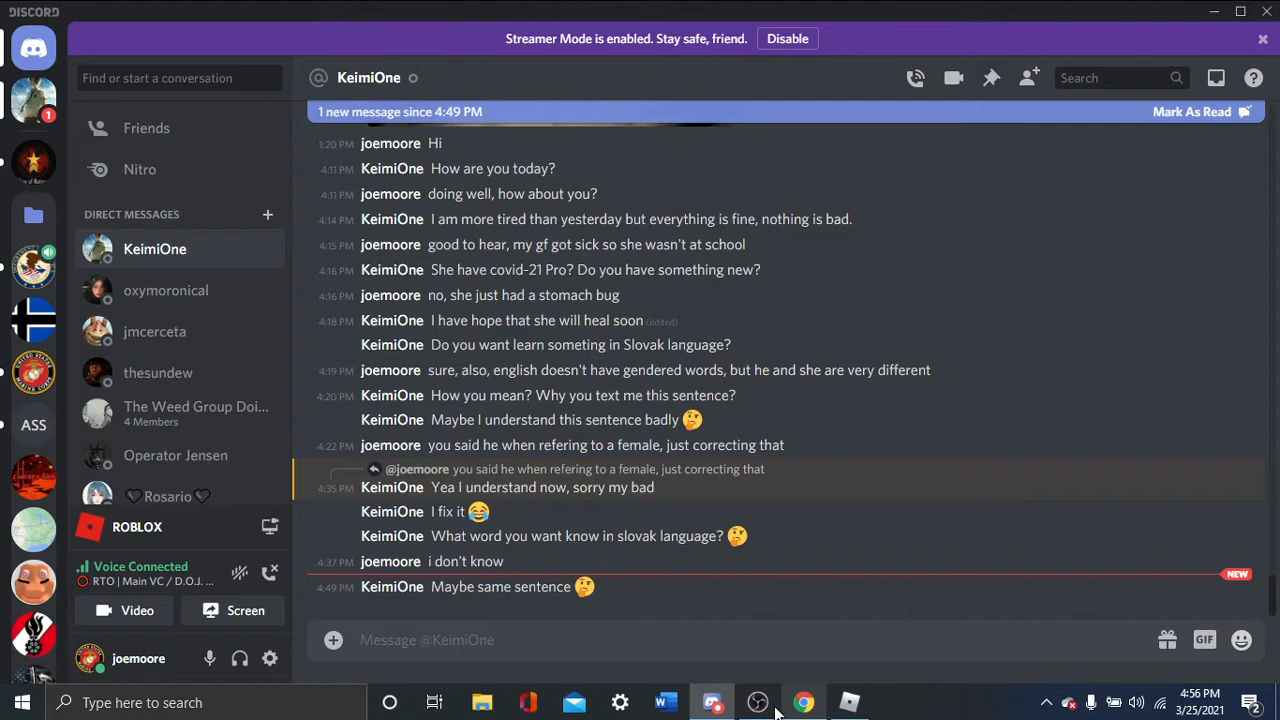 DISCORD
Streamer Mode is enabled. Stay safe, friend. Disable
Find or start a conversation
@ KeimiOne
Search
1 new message since 4:49 PM
Mark As Read
Friends
Nitro
DIRECT MESSAGES
KeimiOne
oxymoronical
jmcerceta
thesundew
The Weed Group Doi...
4 Members
Operator Jensen
🖤Rosario🖤
ROBLOX
Voice Connected
RTO | Main VC / D.O.J. ...
Video
Screen
joemoore
1
ASS
1:20 PM joemoore Hi
4:11 PM KeimiOne How are you today?
4:11 PM joemoore doing well, how about you?
4:14 PM KeimiOne I am more tired than yesterday but everything is fine, nothing is bad.
4:15 PM joemoore good to hear, my gf got sick so she wasn't at school
4:16 PM KeimiOne She have covid-21 Pro? Do you have something new?
4:16 PM joemoore no, she just had a stomach bug
4:18 PM KeimiOne I have hope that she will heal soon (edited)
KeimiOne Do you want learn someting in Slovak language?
4:19 PM joemoore sure, also, english doesn't have gendered words, but he and she are very different
4:20 PM KeimiOne How you mean? Why you text me this sentence?
KeimiOne Maybe I understand this sentence badly 🤔
4:22 PM joemoore you said he when refering to a female, just correcting that
@joemoore you said he when refering to a female, just correcting that
4:35 PM KeimiOne Yea I understand now, sorry my bad
KeimiOne I fix it 😂
KeimiOne What word you want know in slovak language? 🤔
4:37 PM joemoore i don't know
NEW
4:49 PM KeimiOne Maybe same sentence 🤔
Message @KeimiOne
GIF
Type here to search
4:56 PM
3/25/2021
2